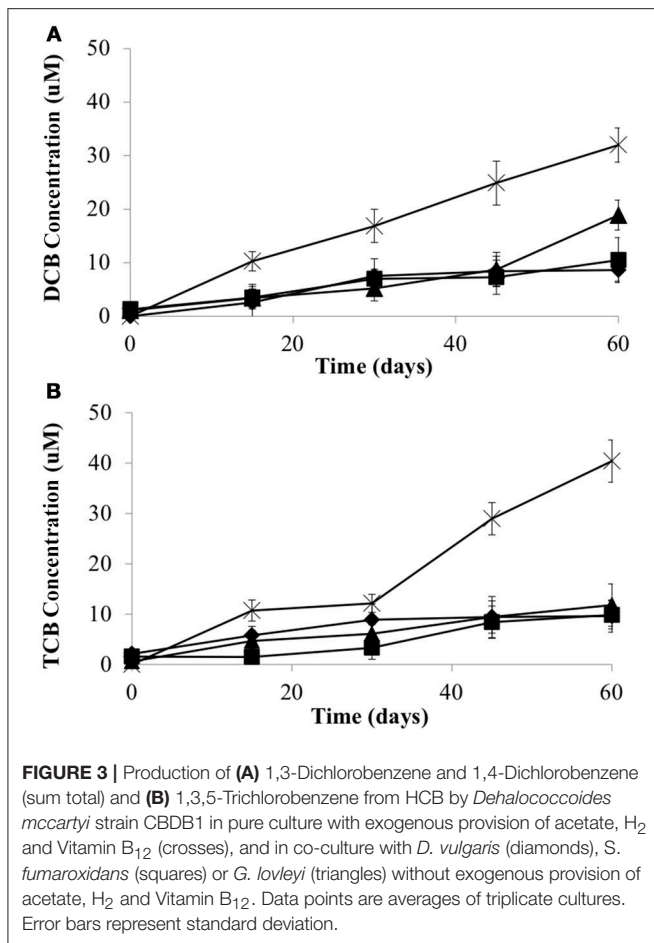 A
50
40
30
20
10
0
DCB Concentration (uM)
0 20 40 60
Time (days)
B
50
40
30
20
10
0
TCB Concentration (uM)
0 20 40 60
Time (days)
FIGURE 3 | Production of (A) 1,3-Dichlorobenzene and 1,4-Dichlorobenzene
(sum total) and (B) 1,3,5-Trichlorobenzene from HCB by Dehalococcoides
mccartyi strain CBDB1 in pure culture with exogenous provision of acetate, H2
and Vitamin B12 (crosses), and in co-culture with D. vulgaris (diamonds), S.
fumaroxidans (squares) or G. lovleyi (triangles) without exogenous provision of
acetate, H2 and Vitamin B12. Data points are averages of triplicate cultures.
Error bars represent standard deviation.